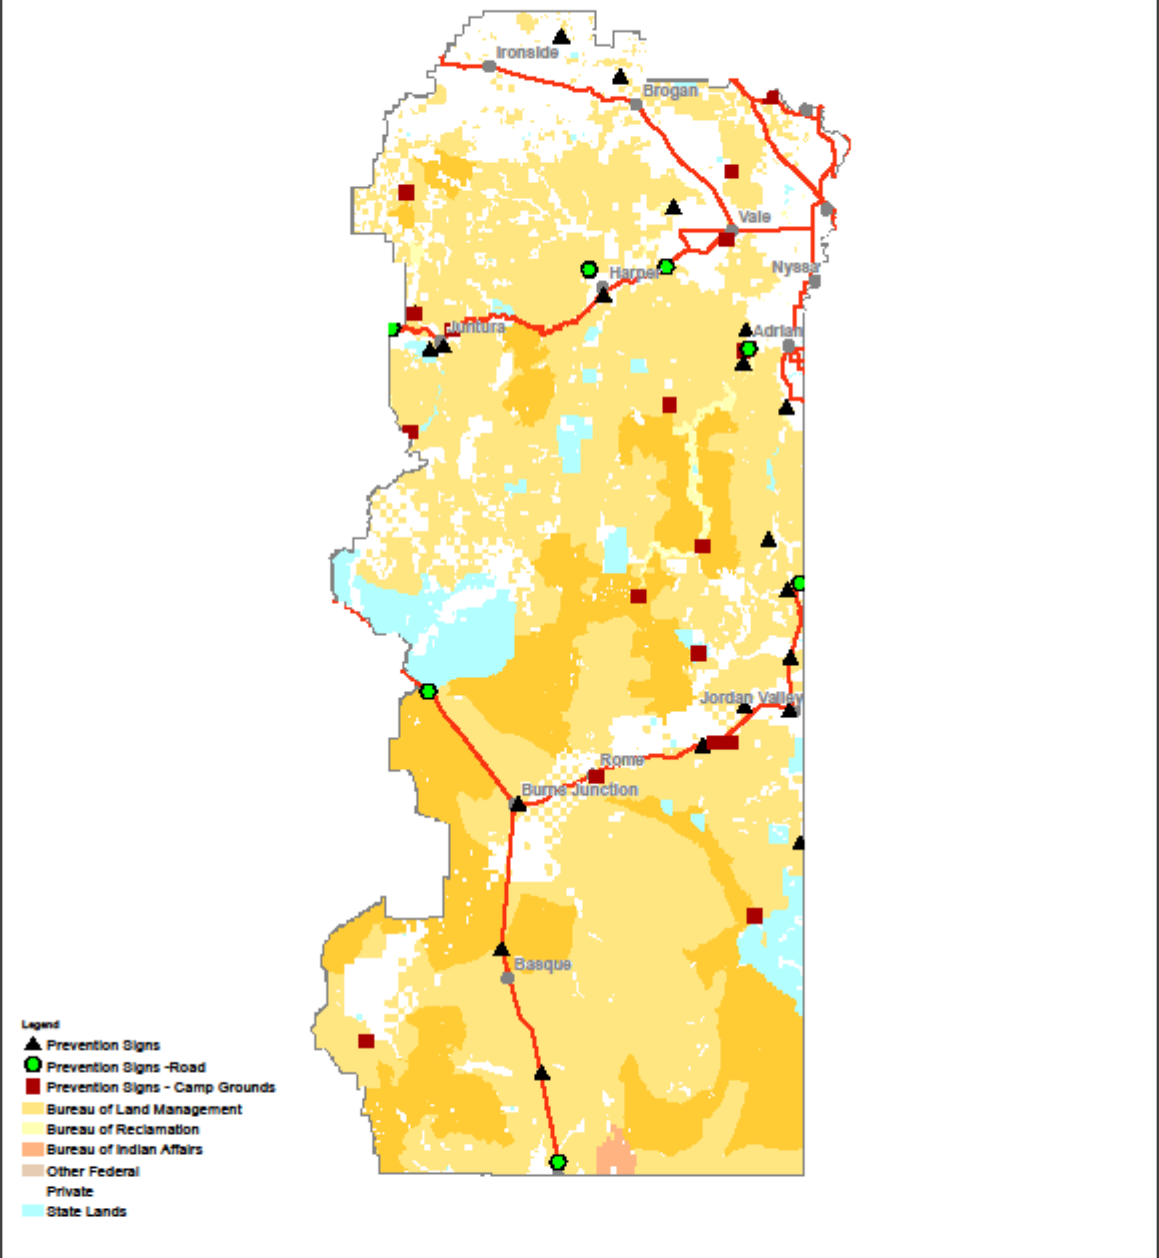 Ironside
Brogan
Vale
Harper
Nyssa
Juntura
Adrian
Jordan Valley
Rome
Burns Junction
Basque
Legend
Prevention Signs
Prevention Signs -Road
Prevention Signs - Camp Grounds
Bureau of Land Management
Bureau of Reclamation
Bureau of Indian Affairs
Other Federal
Private
State Lands